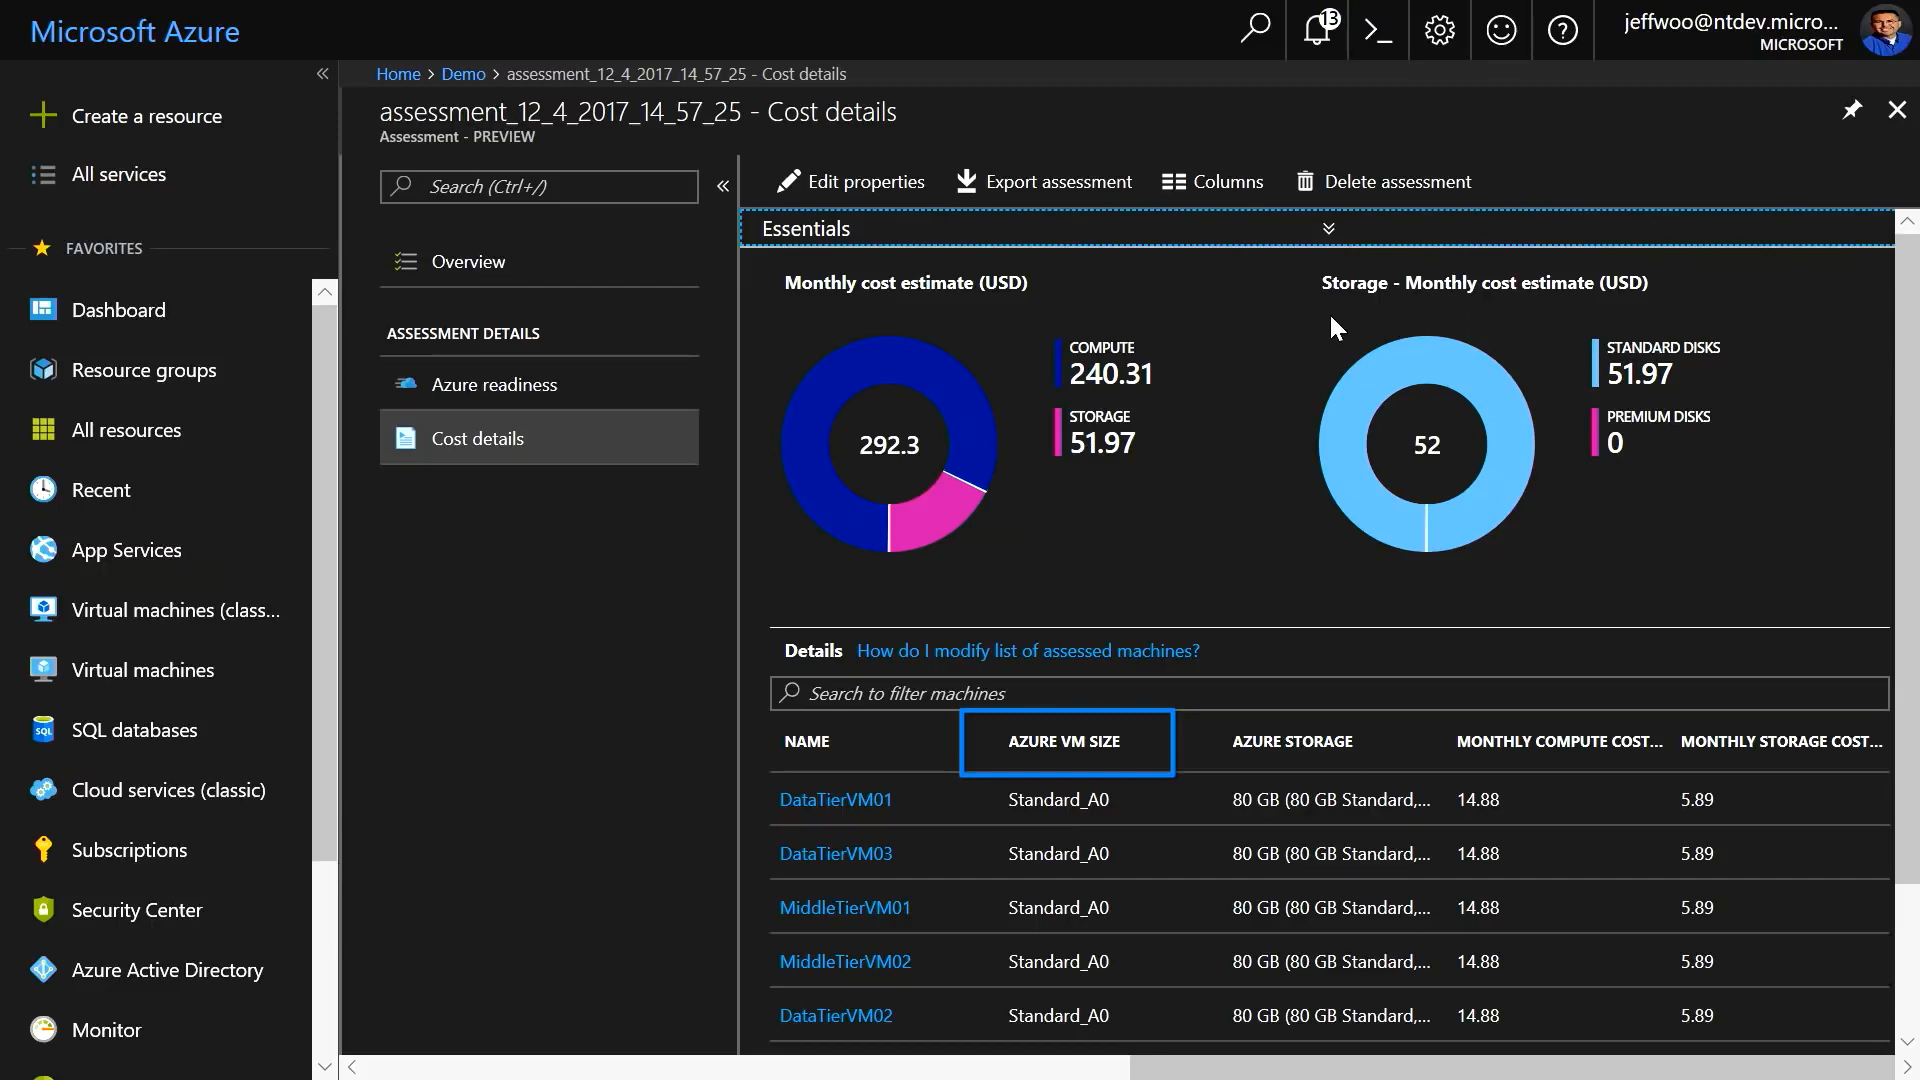 Microsoft Azure
13
jeffwoo@ntdev.micro...
MICROSOFT
Home > Demo > assessment_12_4_2017_14_57_25 - Cost details
assessment_12_4_2017_14_57_25 - Cost details
Assessment - PREVIEW
Create a resource
All services
FAVORITES
Dashboard
Resource groups
All resources
Recent
App Services
Virtual machines (class...
Virtual machines
SQL databases
Cloud services (classic)
Subscriptions
Security Center
Azure Active Directory
Monitor
Search (Ctrl+/)
Overview
ASSESSMENT DETAILS
Azure readiness
Cost details
Edit properties Export assessment Columns Delete assessment
Essentials
Monthly cost estimate (USD)
292.3
COMPUTE
240.31
STORAGE
51.97
Storage - Monthly cost estimate (USD)
52
STANDARD DISKS
51.97
PREMIUM DISKS
0
Details How do I modify list of assessed machines?
Search to filter machines
NAME AZURE VM SIZE AZURE STORAGE MONTHLY COMPUTE COST... MONTHLY STORAGE COST...
DataTierVM01 Standard_A0 80 GB (80 GB Standard,... 14.88 5.89
DataTierVM03 Standard_A0 80 GB (80 GB Standard,... 14.88 5.89
MiddleTierVM01 Standard_A0 80 GB (80 GB Standard,... 14.88 5.89
MiddleTierVM02 Standard_A0 80 GB (80 GB Standard,... 14.88 5.89
DataTierVM02 Standard_A0 80 GB (80 GB Standard,... 14.88 5.89